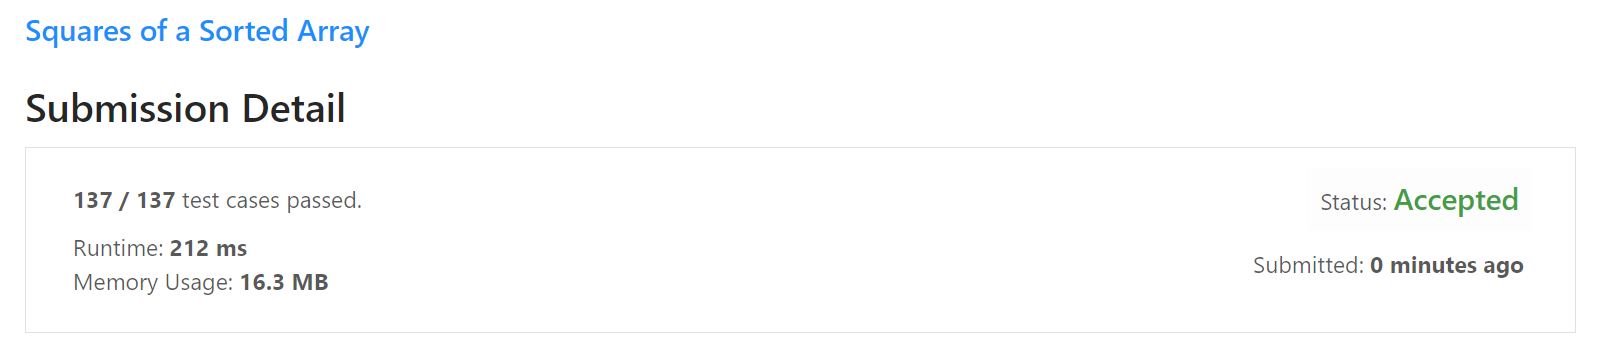 Squares of a Sorted Array
Submission Detail
137 / 137 test cases passed.
Status: Accepted
Runtime: 212 ms
Submitted: 0 minutes ago
Memory Usage: 16.3 MB